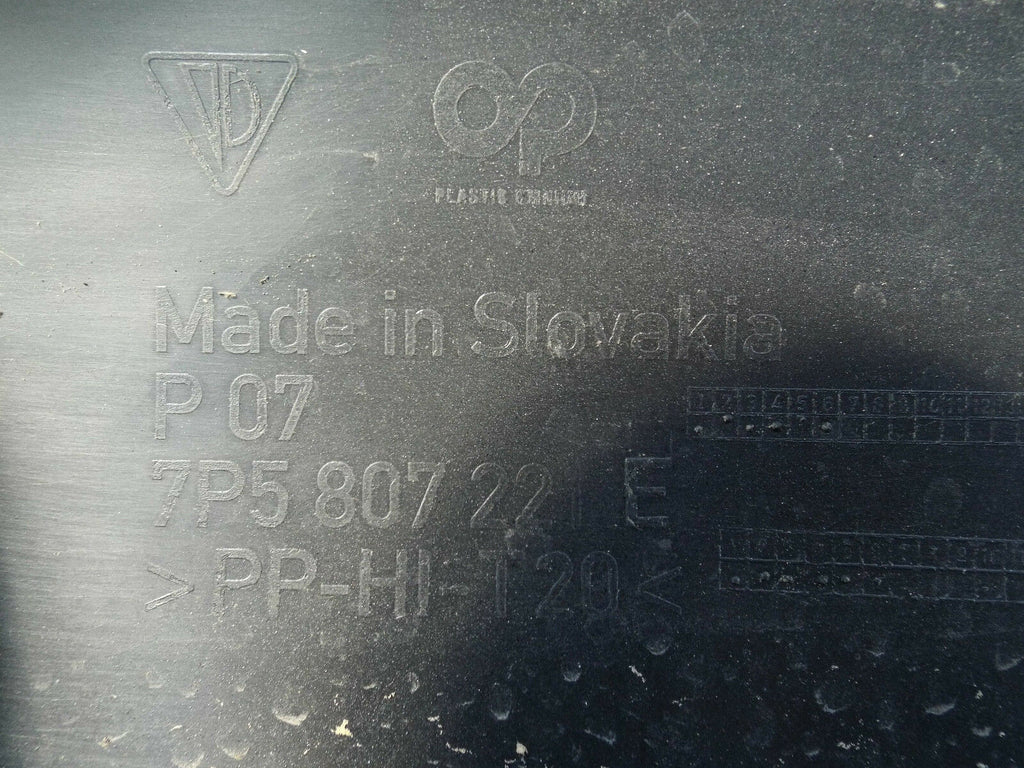 PLASTIC OMNIUM
Made in Slovakia
P 07
7P5 807 221 E
> PP-HI-T20 <